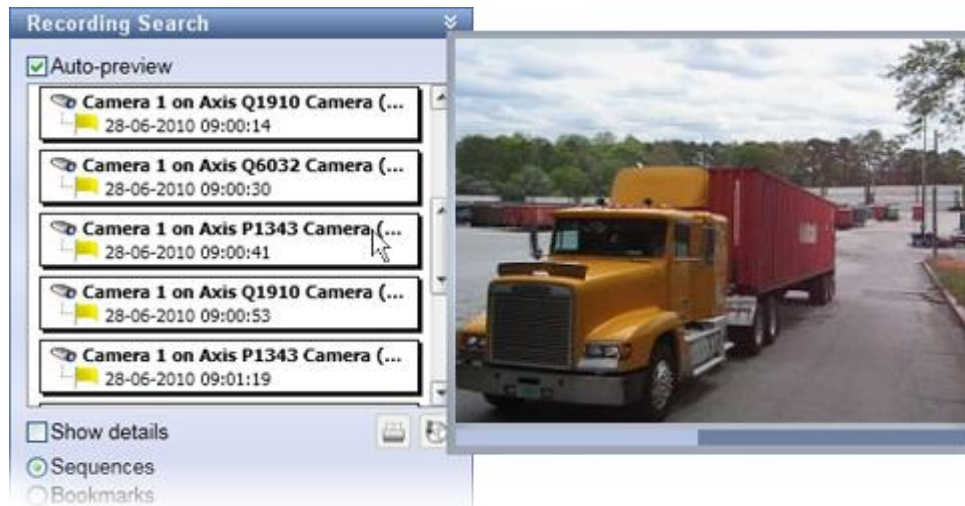 Recording Search
Auto-preview
Camera 1 on Axis Q1910 Camera (...
28-06-2010 09:00:14
Camera 1 on Axis Q6032 Camera (...
28-06-2010 09:00:30
Camera 1 on Axis P1343 Camera (...
28-06-2010 09:00:41
Camera 1 on Axis Q1910 Camera (...
28-06-2010 09:00:53
Camera 1 on Axis P1343 Camera (...
28-06-2010 09:01:19
Show details
Sequences
Bookmarks